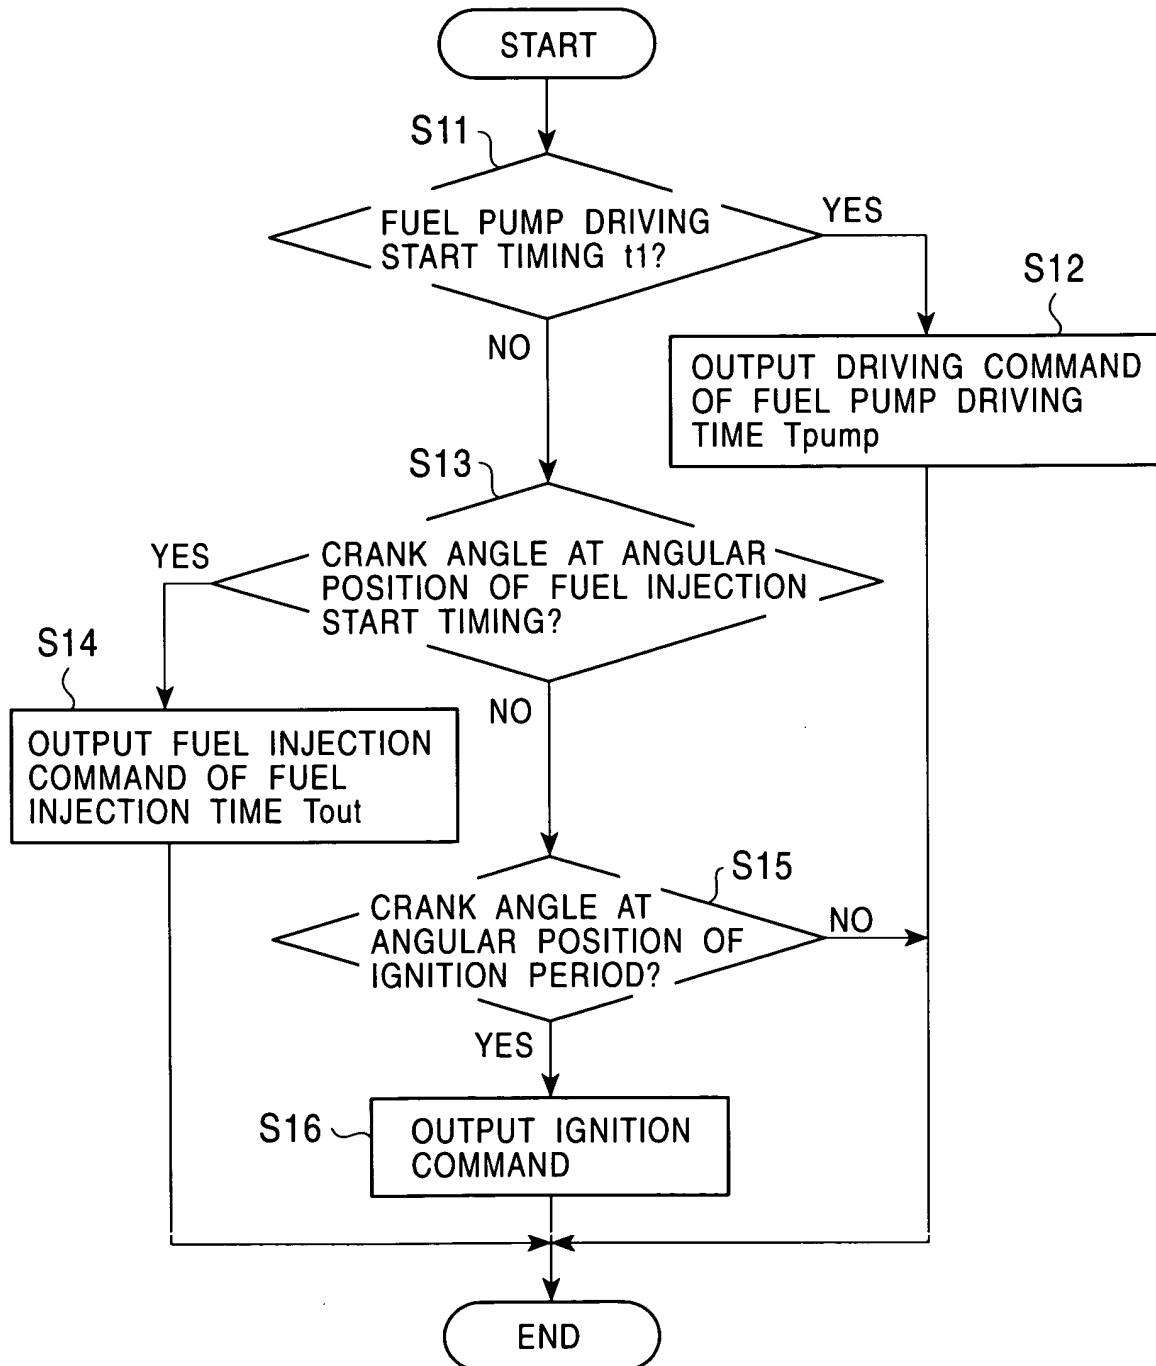 START
S11
FUEL PUMP DRIVING
START TIMING t1?
YES
NO
S12
OUTPUT DRIVING COMMAND
OF FUEL PUMP DRIVING
TIME Tpump
S13
CRANK ANGLE AT ANGULAR
POSITION OF FUEL INJECTION
START TIMING?
YES
NO
S14
OUTPUT FUEL INJECTION
COMMAND OF FUEL
INJECTION TIME Tout
S15
CRANK ANGLE AT
ANGULAR POSITION OF
IGNITION PERIOD?
NO
YES
S16
OUTPUT IGNITION
COMMAND
END